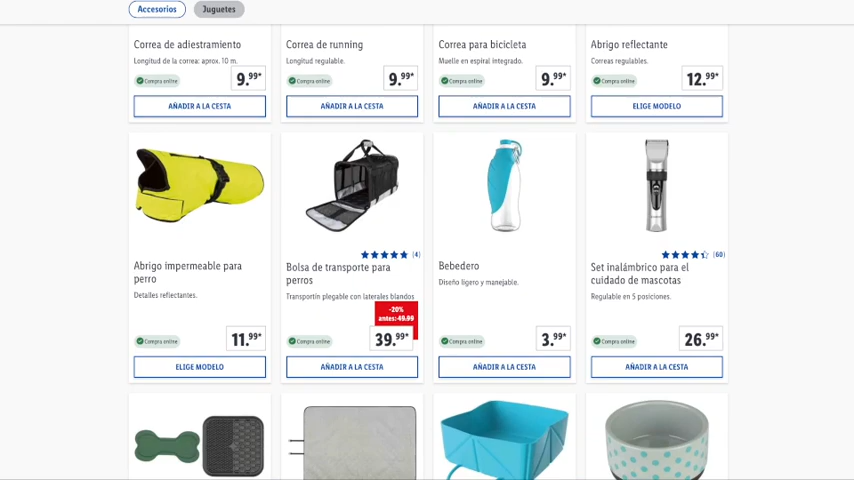 Accesorios
Juguetes
Correa de adiestramiento
Longitud de la correa: aprox. 10 m.
Compra online
9.99*
AÑADIR A LA CESTA
Correa de running
Longitud regulable.
Compra online
9.99*
AÑADIR A LA CESTA
Correa para bicicleta
Muelle en espiral integrado.
Compra online
9.99*
AÑADIR A LA CESTA
Abrigo reflectante
Correas regulables.
Compra online
12.99*
ELIGE MODELO
Abrigo impermeable para
perro
Detalles reflectantes.
Compra online
11.99*
ELIGE MODELO
(4)
Bolsa de transporte para
perros
Transportín plegable con laterales blandos
-20%
antes: 49.99
Compra online
39.99*
AÑADIR A LA CESTA
Bebedero
Diseño ligero y manejable.
Compra online
3.99*
AÑADIR A LA CESTA
(60)
Set inalámbrico para el
cuidado de mascotas
Regulable en 5 posiciones.
Compra online
26.99*
AÑADIR A LA CESTA